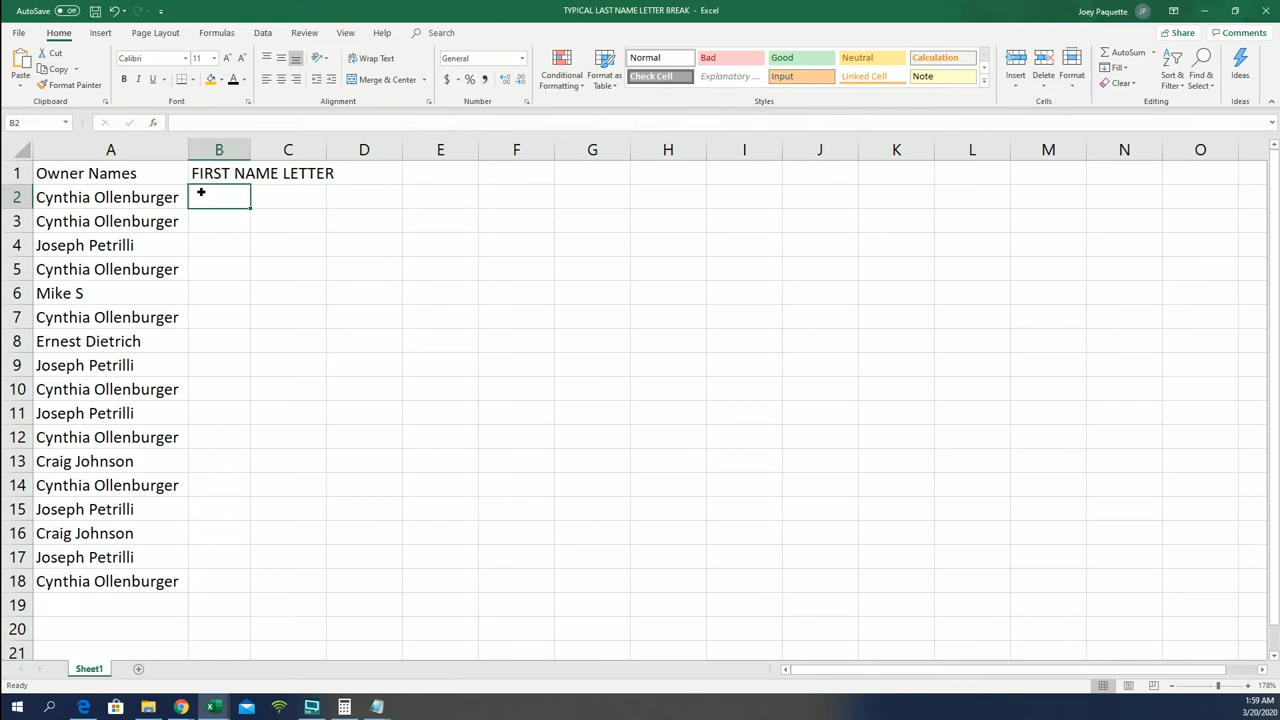 AutoSave Off
TYPICAL LAST NAME LETTER BREAK - Excel
Joey Paquette JP
File Home Insert Page Layout Formulas Data Review View Help Search
Share Comments
Paste
Cut
Copy
Format Painter
Clipboard
Calibri 11
B I U
Font
Wrap Text
Merge & Center
Alignment
General
$ % ,
Number
Conditional Formatting
Format as Table
Normal Bad Good Neutral Calculation
Check Cell Explanatory ... Input Linked Cell Note
Styles
Insert Delete Format
Cells
AutoSum
Fill
Clear
Sort & Filter
Find & Select
Editing
Ideas
Ideas
B2 fx
A B C D E F G H I J K L M N O
1 Owner Names FIRST NAME LETTER
2 Cynthia Ollenburger
3 Cynthia Ollenburger
4 Joseph Petrilli
5 Cynthia Ollenburger
6 Mike S
7 Cynthia Ollenburger
8 Ernest Dietrich
9 Joseph Petrilli
10 Cynthia Ollenburger
11 Joseph Petrilli
12 Cynthia Ollenburger
13 Craig Johnson
14 Cynthia Ollenburger
15 Joseph Petrilli
16 Craig Johnson
17 Joseph Petrilli
18 Cynthia Ollenburger
19
20
21
Sheet1
Ready
178%
1:59 AM
3/20/2020